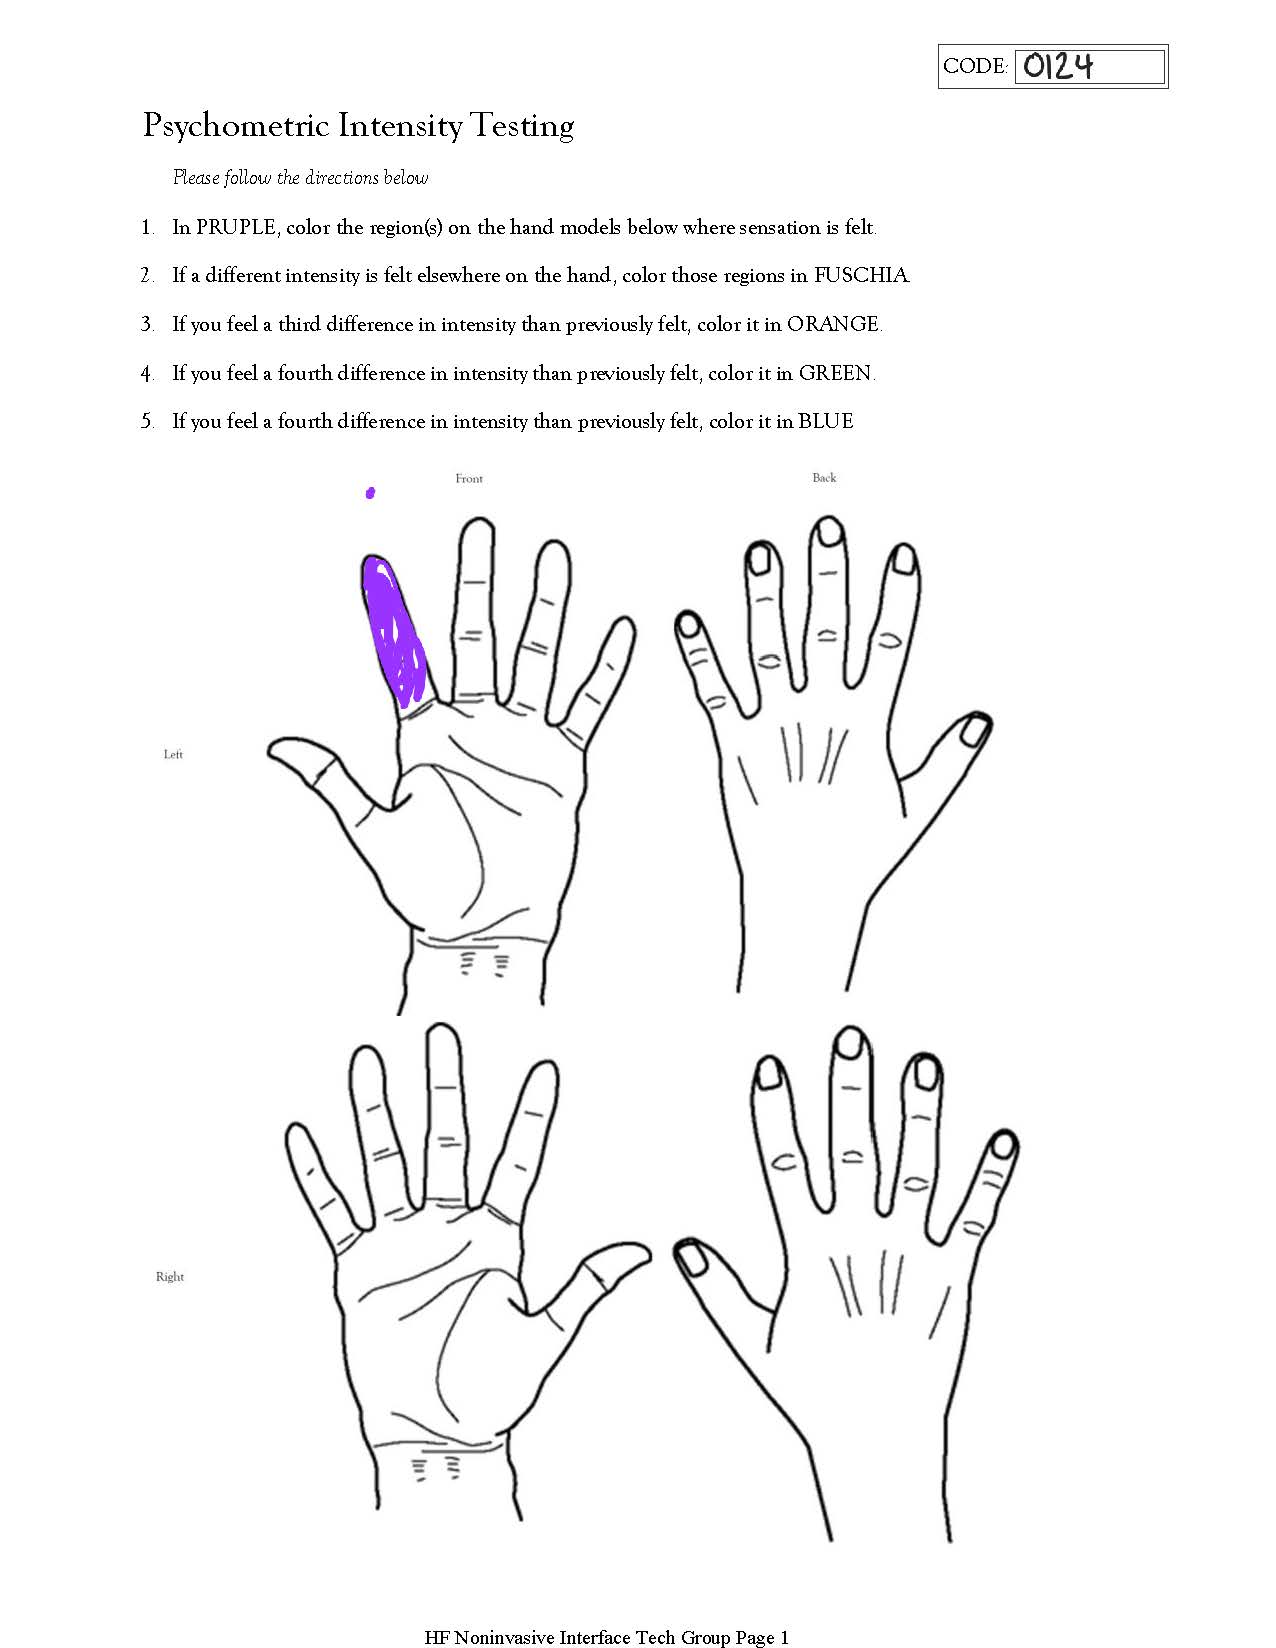 CODE: 0124
Psychometric Intensity Testing
Please follow the directions below
1. In PRUPLE, color the region(s) on the hand models below where sensation is felt.
2. If a different intensity is felt elsewhere on the hand, color those regions in FUSCHIA.
3. If you feel a third difference in intensity than previously felt, color it in ORANGE.
4. If you feel a fourth difference in intensity than previously felt, color it in GREEN.
5. If you feel a fourth difference in intensity than previously felt, color it in BLUE
Front Back
Left
Right
HF Noninvasive Interface Tech Group Page 1